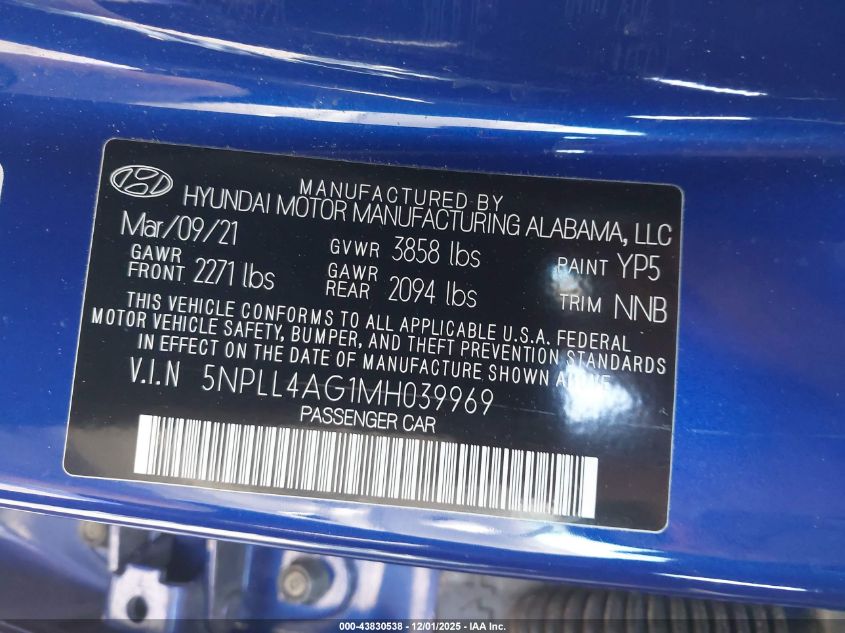 MANUFACTURED BY
HYUNDAI MOTOR MANUFACTURING ALABAMA, LLC
Mar/09/21 GVWR 3858 lbs PAINT YP5
GAWR FRONT 2271 lbs GAWR REAR 2094 lbs TRIM NNB
THIS VEHICLE CONFORMS TO ALL APPLICABLE U.S.A. FEDERAL
MOTOR VEHICLE SAFETY, BUMPER, AND THEFT PREVENTION STANDARDS
IN EFFECT ON THE DATE OF MANUFACTURE SHOWN ABOVE.
V.I.N 5NPLL4AG1MH039969
PASSENGER CAR
000-43830538 - 12/01/2025 - IAA Inc.